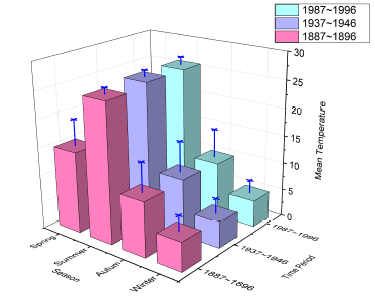 1987~1996
1937~1946
1887~1896
30
25
20
15
10
5
0
Mean Temperature
Spring
Summer
Autum
Winter
Season
1887~1896
1937~1946
1987~1996
Time Period